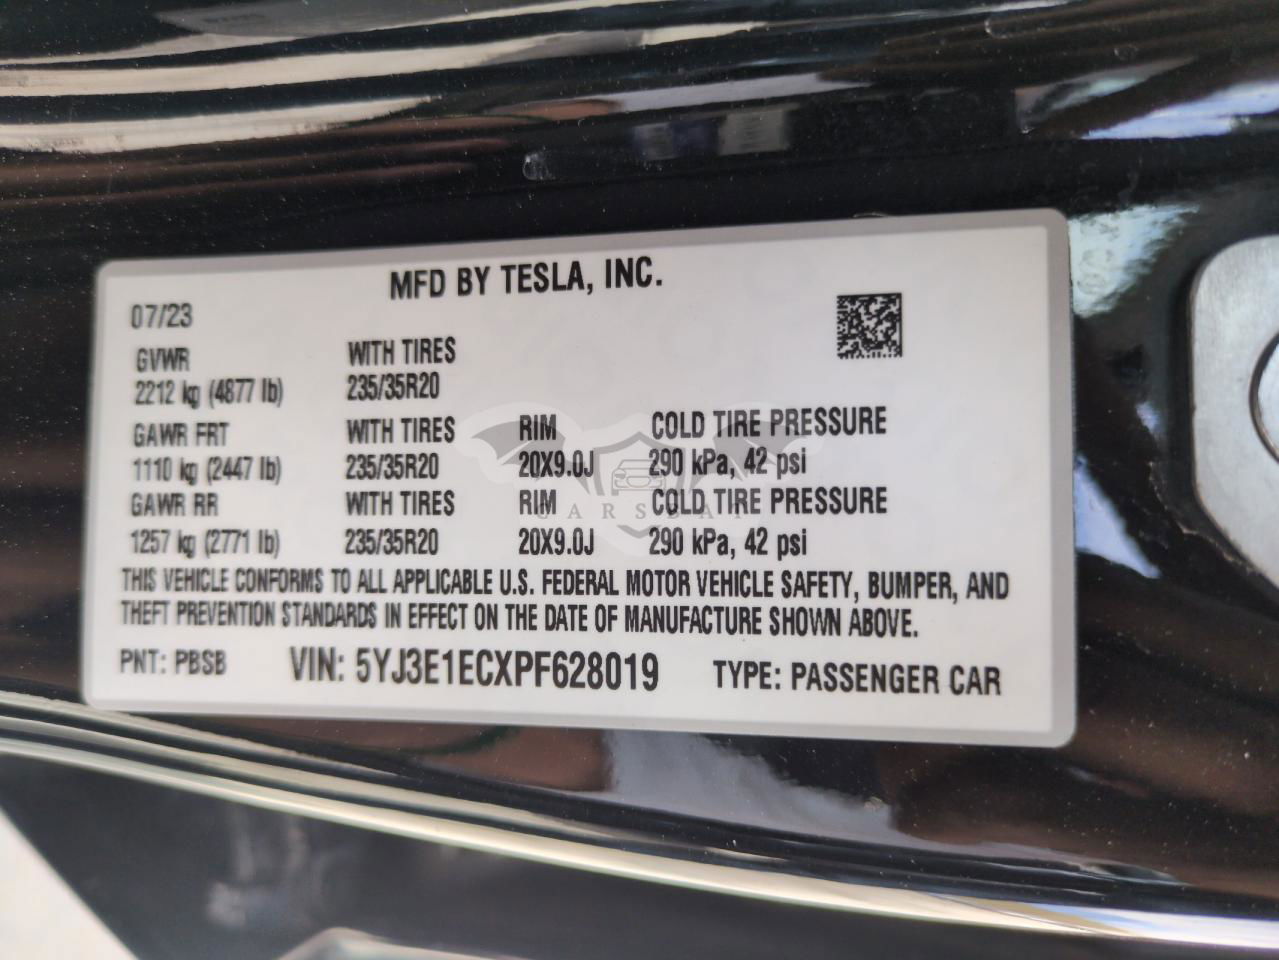 MFD BY TESLA, INC.
07/23
GVWR WITH TIRES
2212 kg (4877 lb) 235/35R20
GAWR FRT WITH TIRES RIM COLD TIRE PRESSURE
1110 kg (2447 lb) 235/35R20 20X9.0J 290 kPa, 42 psi
GAWR RR WITH TIRES RIM COLD TIRE PRESSURE
1257 kg (2771 lb) 235/35R20 20X9.0J 290 kPa, 42 psi
THIS VEHICLE CONFORMS TO ALL APPLICABLE U.S. FEDERAL MOTOR VEHICLE SAFETY, BUMPER, AND
THEFT PREVENTION STANDARDS IN EFFECT ON THE DATE OF MANUFACTURE SHOWN ABOVE.
PNT: PBSB VIN: 5YJ3E1ECXPF628019 TYPE: PASSENGER CAR